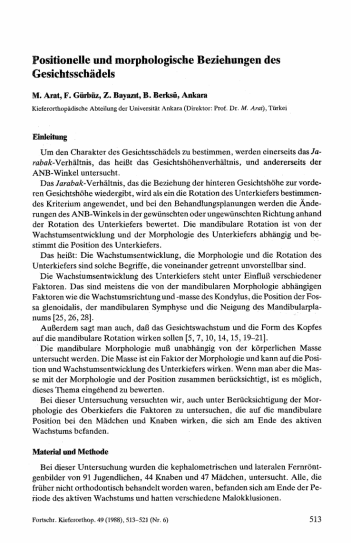 Positionelle und morphologische Beziehungen des
Gesichtsschädels
M. Arat, F. Gürbüz, Z. Bayazıt, B. Berksü, Ankara
Kieferorthopädische Abteilung der Universität Ankara (Direktor: Prof. Dr. M. Arat), Türkei
Einleitung
Um den Charakter des Gesichtsschädels zu bestimmen, werden einerseits das Ja-
rabak-Verhältnis, das heißt das Gesichtshöhenverhältnis, und andererseits der
ANB-Winkel untersucht.
Das Jarabak-Verhältnis, das die Beziehung der hinteren Gesichtshöhe zur vorde-
ren Gesichtshöhe wiedergibt, wird als ein die Rotation des Unterkiefers bestimmen-
des Kriterium angewendet, und bei den Behandlungsplanungen werden die Ände-
rungen des ANB-Winkels in der gewünschten oder ungewünschten Richtung anhand
der Rotation des Unterkiefers bewertet. Die mandibulare Rotation ist von der
Wachstumsentwicklung und der Morphologie des Unterkiefers abhängig und be-
stimmt die Position des Unterkiefers.
Das heißt: Die Wachstumsentwicklung, die Morphologie und die Rotation des
Unterkiefers sind solche Begriffe, die voneinander getrennt unvorstellbar sind.
Die Wachstumsentwicklung des Unterkiefers steht unter Einfluß verschiedener
Faktoren. Das sind meistens die von der mandibularen Morphologie abhängigen
Faktoren wie die Wachstumsrichtung und -masse des Kondylus, die Position der Fos-
sa glenoidalis, der mandibularen Symphyse und die Neigung des Mandibularpla-
nums [25, 26, 28].
Außerdem sagt man auch, daß das Gesichtswachstum und die Form des Kopfes
auf die mandibulare Rotation wirken sollen [5, 7, 10, 14, 15, 19–21].
Die mandibulare Morphologie muß unabhängig von der körperlichen Masse
untersucht werden. Die Masse ist ein Faktor der Morphologie und kann auf die Posi-
tion und Wachstumsentwicklung des Unterkiefers wirken. Wenn man aber die Mas-
se mit der Morphologie und der Position zusammen berücksichtigt, ist es möglich,
dieses Thema eingehend zu bewerten.
Bei dieser Untersuchung versuchten wir, auch unter Berücksichtigung der Mor-
phologie des Oberkiefers die Faktoren zu untersuchen, die auf die mandibulare
Position bei den Mädchen und Knaben wirken, die sich am Ende des aktiven
Wachstums befanden.
Material und Methode
Bei dieser Untersuchung wurden die kephalometrischen und lateralen Fernrönt-
genbilder von 91 Jugendlichen, 44 Knaben und 47 Mädchen, untersucht. Alle, die
früher nicht orthodontisch behandelt worden waren, befanden sich am Ende der Pe-
riode des aktiven Wachstums und hatten verschiedene Malokklusionen.
Fortschr. Kieferorthop. 49 (1988), 513–521 (Nr. 6) 513